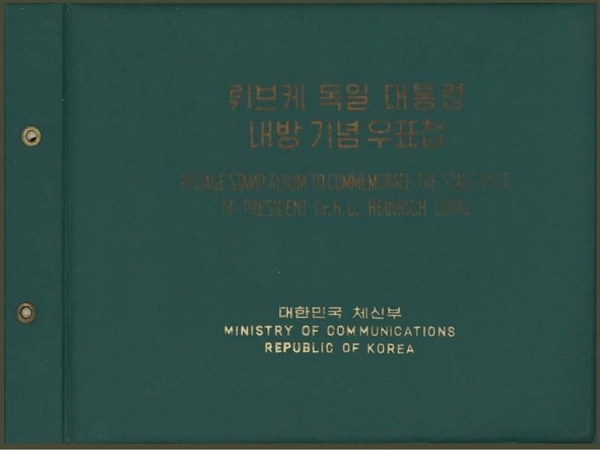 뤼브케 독일 대통령
내방 기념 우표첩
POSTAGE STAMP ALBUM TO COMMEMORATE THE STATE VISIT
OF PRESIDENT Dr.h.c. HEINRICH LÜBKE
대한민국 체신부
MINISTRY OF COMMUNICATIONS
REPUBLIC OF KOREA